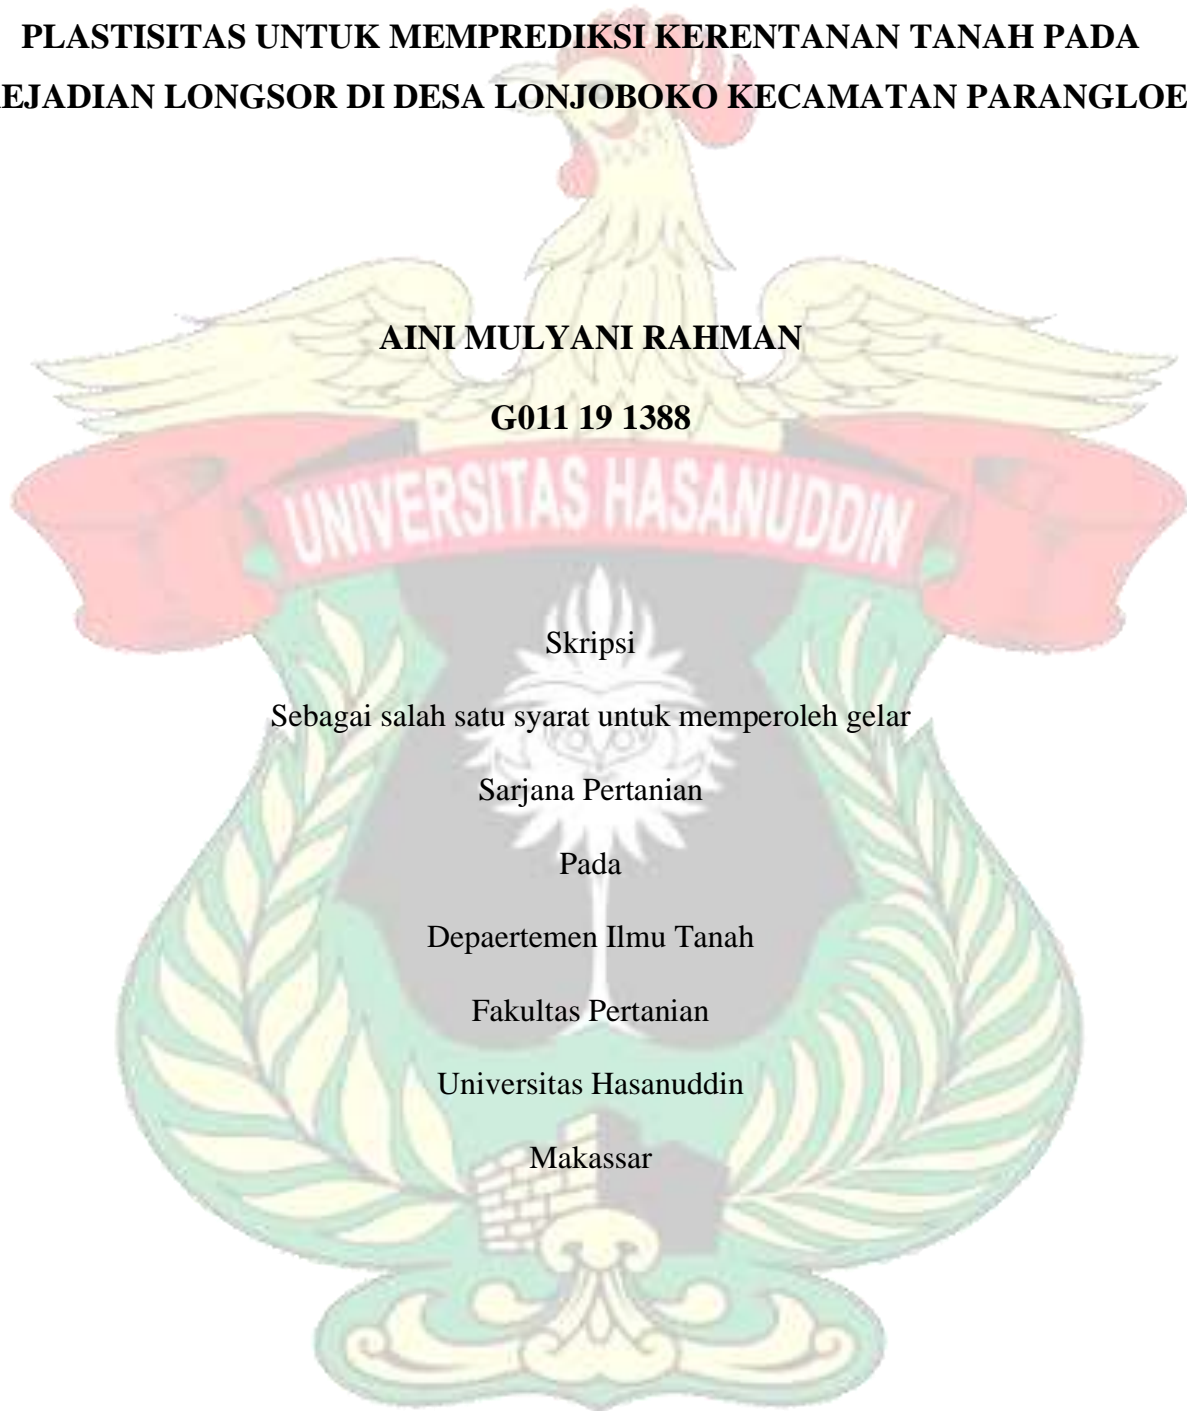 PLASTISITAS UNTUK MEMPREDIKSI KERENTANAN TANAH PADA
EJADIAN LONGSOR DI DESA LONJOBOKO KECAMATAN PARANGLOE
AINI MULYANI RAHMAN
G011 19 1388
UNIVERSITAS HASANUDDIN
Skripsi
Sebagai salah satu syarat untuk memperoleh gelar
Sarjana Pertanian
Pada
Depaertemen Ilmu Tanah
Fakultas Pertanian
Universitas Hasanuddin
Makassar